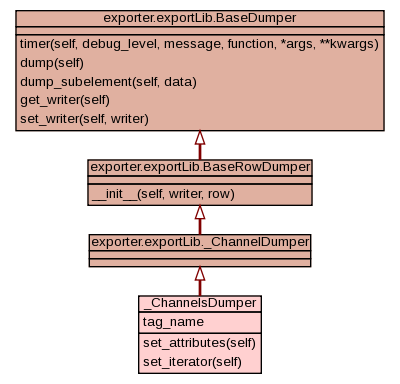 exporter.exportLib.BaseDumper
timer(self, debug_level, message, function, *args, **kwargs)
dump(self)
dump_subelement(self, data)
get_writer(self)
set_writer(self, writer)
exporter.exportLib.BaseRowDumper
__init__(self, writer, row)
exporter.exportLib._ChannelDumper
_ChannelsDumper
tag_name
set_attributes(self)
set_iterator(self)